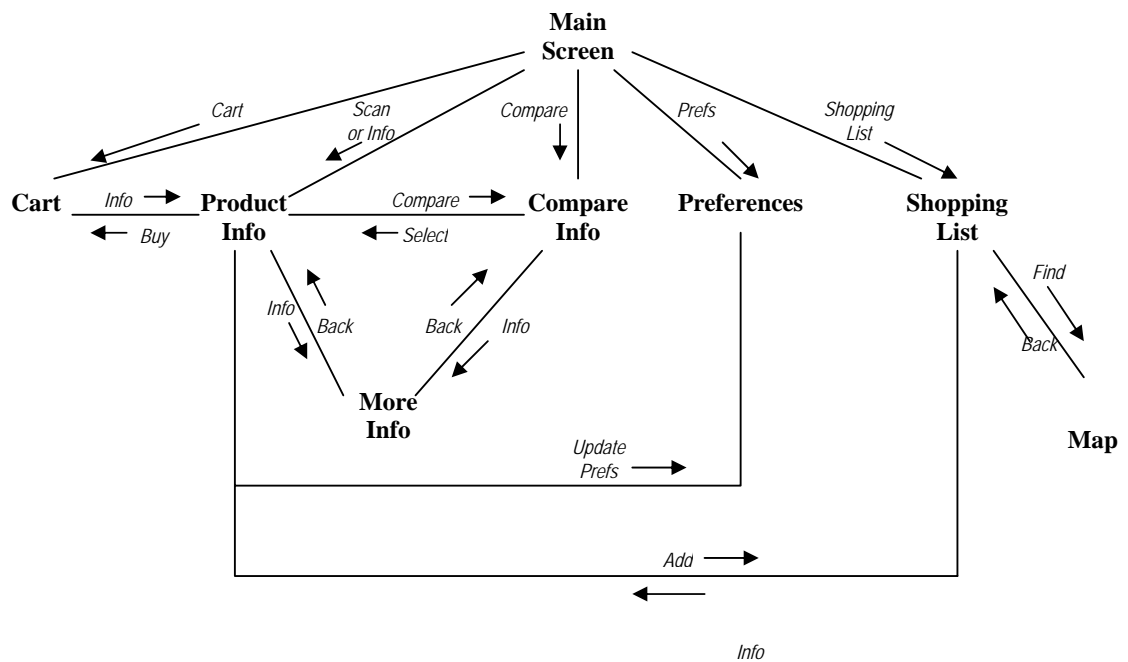 Main
Screen
Cart
Scan
or Info
Compare
Prefs
Shopping
List
Cart
Info
Product
Info
Compare
Compare
Info
Preferences
Shopping
List
Buy
Select
Find
Info
Back
Back
Info
Back
More
Info
Map
Update
Prefs
Add
Info